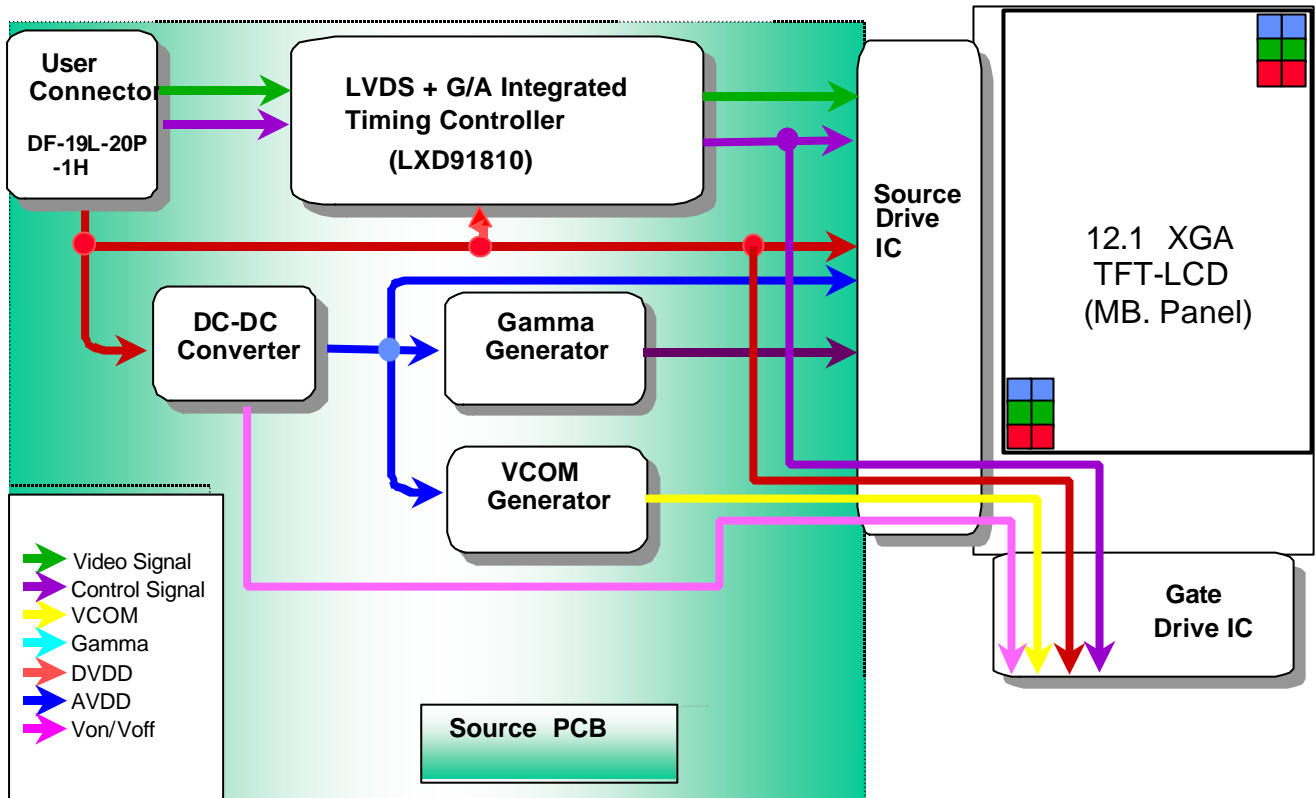 User
Connector
DF-19L-20P
-1H
LVDS + G/A Integrated
Timing Controller
(LXD91810)
Source
Drive
IC
12.1 XGA
TFT-LCD
(MB. Panel)
DC-DC
Converter
Gamma
Generator
VCOM
Generator
Gate
Drive IC
Video Signal
Control Signal
VCOM
Gamma
DVDD
AVDD
Von/Voff
Source PCB